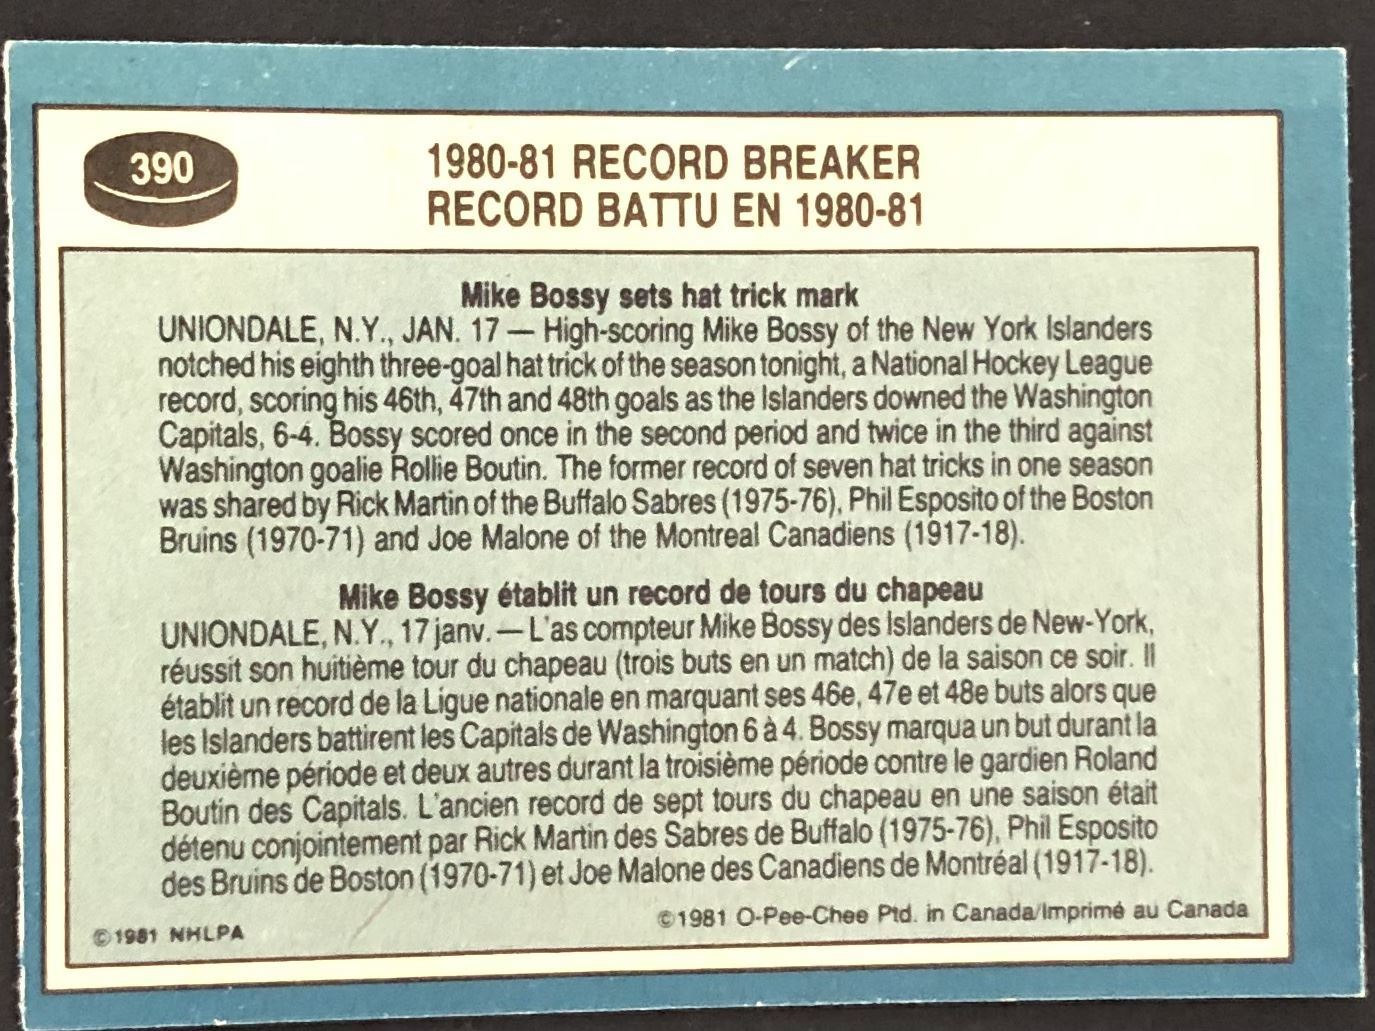 390
1980-81 RECORD BREAKER
RECORD BATTU EN 1980-81
Mike Bossy sets hat trick mark
UNIONDALE, N.Y., JAN. 17 — High-scoring Mike Bossy of the New York Islanders
notched his eighth three-goal hat trick of the season tonight, a National Hockey League
record, scoring his 46th, 47th and 48th goals as the Islanders downed the Washington
Capitals, 6-4. Bossy scored once in the second period and twice in the third against
Washington goalie Rollie Boutin. The former record of seven hat tricks in one season
was shared by Rick Martin of the Buffalo Sabres (1975-76), Phil Esposito of the Boston
Bruins (1970-71) and Joe Malone of the Montreal Canadiens (1917-18).
Mike Bossy établit un record de tours du chapeau
UNIONDALE, N.Y., 17 janv. — L'as compteur Mike Bossy des Islanders de New-York,
réussit son huitième tour du chapeau (trois buts en un match) de la saison ce soir. Il
établit un record de la Ligue nationale en marquant ses 46e, 47e et 48e buts alors que
les Islanders battirent les Capitals de Washington 6 à 4. Bossy marqua un but durant la
deuxième période et deux autres durant la troisième période contre le gardien Roland
Boutin des Capitals. L'ancien record de sept tours du chapeau en une saison était
détenu conjointement par Rick Martin des Sabres de Buffalo (1975-76), Phil Esposito
des Bruins de Boston (1970-71) et Joe Malone des Canadiens de Montréal (1917-18).
© 1981 NHLPA
© 1981 O-Pee-Chee Ptd. in Canada/Imprimé au Canada